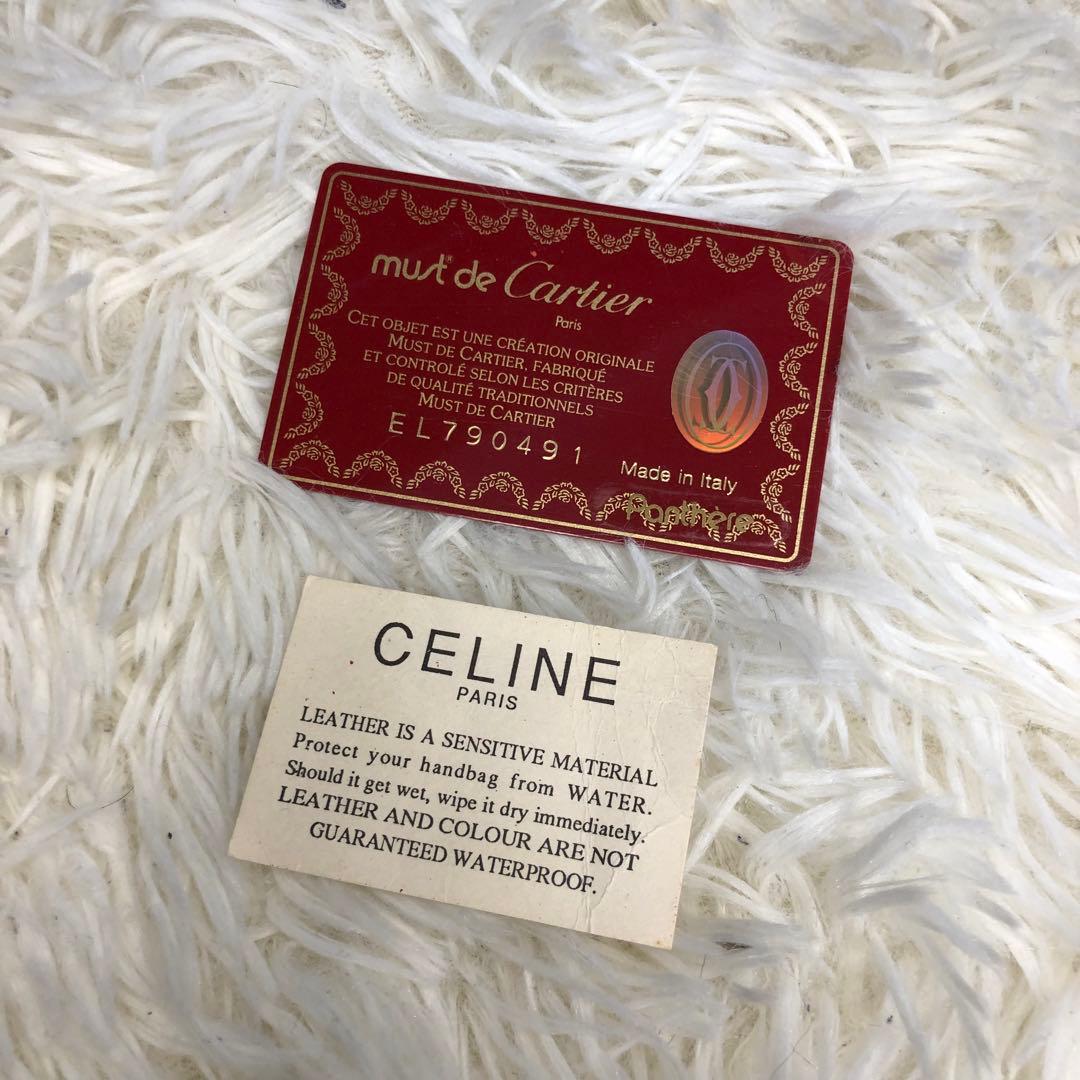 must de Cartier
Paris
CET OBJET EST UNE CRÉATION ORIGINALE
MUST DE CARTIER, FABRIQUÉ
ET CONTROLÉ SELON LES CRITÈRES
DE QUALITÉ TRADITIONNELS
MUST DE CARTIER
EL790491
Made in Italy
Panthère
CELINE
PARIS
LEATHER IS A SENSITIVE MATERIAL
Protect your handbag from WATER.
Should it get wet, wipe it dry immediately.
LEATHER AND COLOUR ARE NOT
GUARANTEED WATERPROOF.